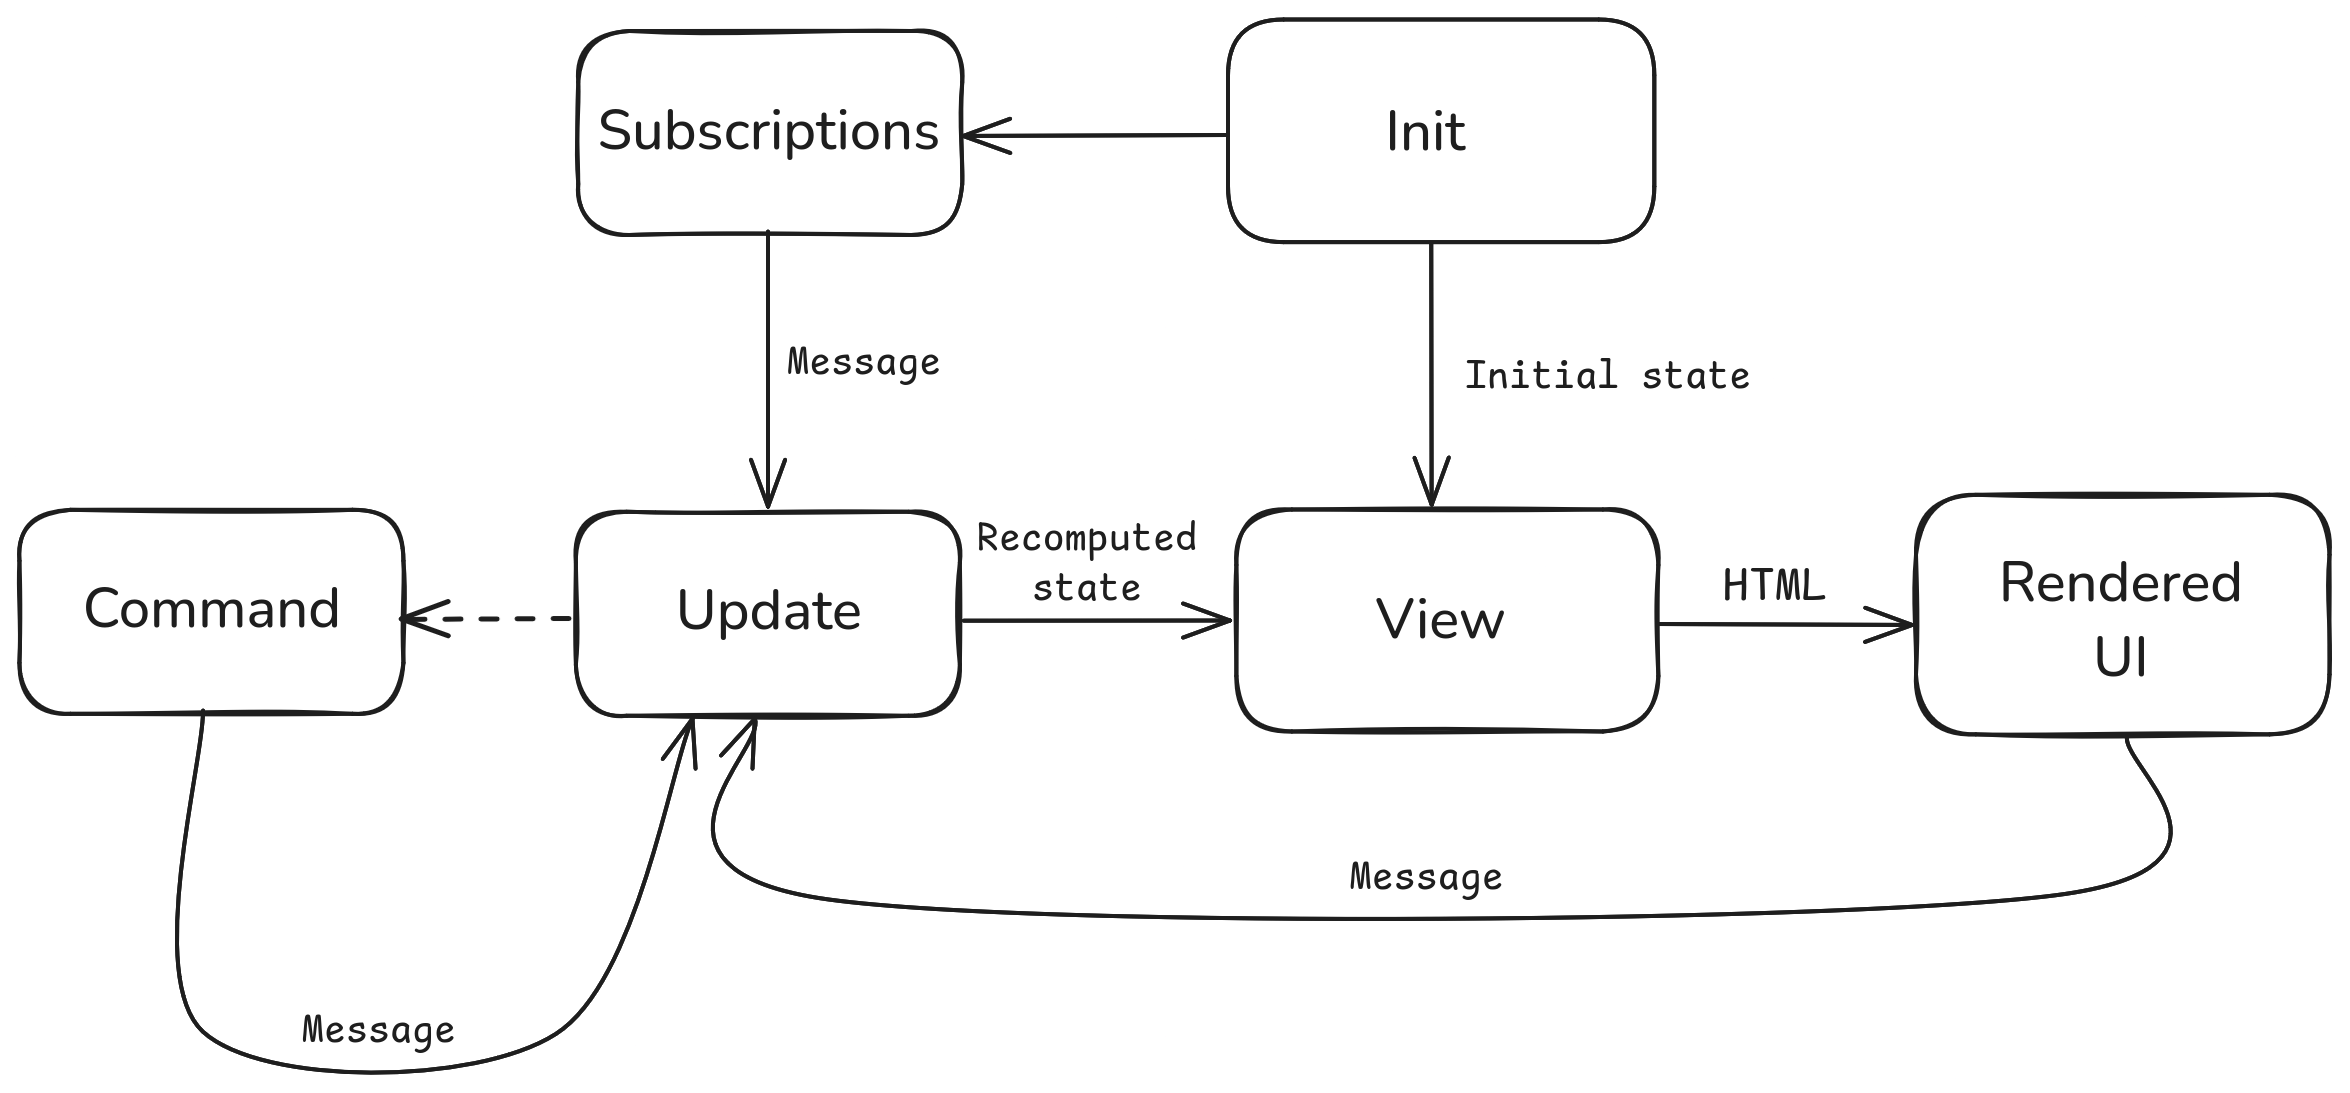 Subscriptions
Init
Message
Initial state
Command
Update
Recomputed
state
View
HTML
Rendered
UI
Message
Message